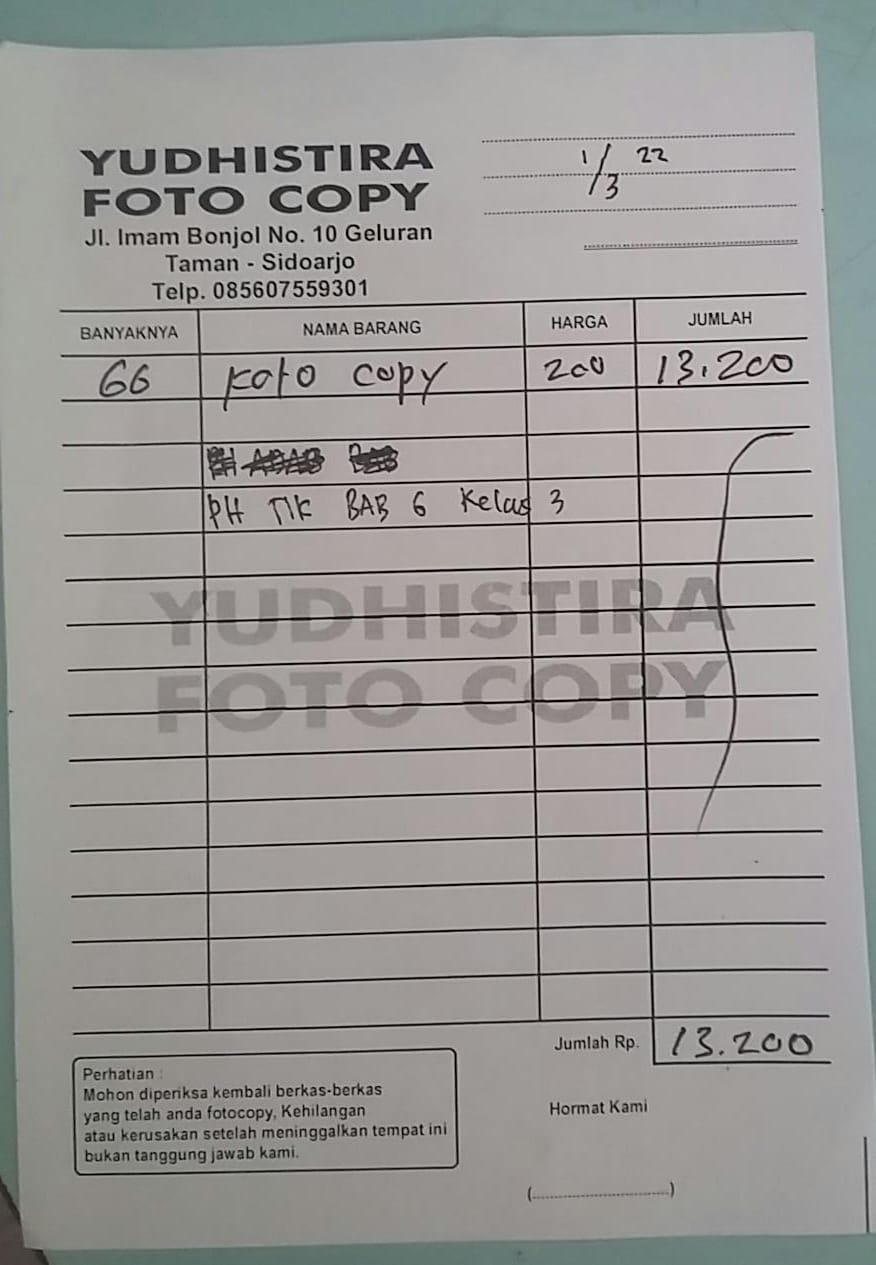 YUDHISTIRA
FOTO COPY
Jl. Imam Bonjol No. 10 Geluran
Taman - Sidoarjo
Telp. 085607559301
1/3 22
BANYAKNYA NAMA BARANG HARGA JUMLAH
66 Foto copy 200 13.200
PH TIK BAB 6 Kelas 3
YUDHISTIRA
FOTO COPY
Jumlah Rp. 13.200
Perhatian :
Mohon diperiksa kembali berkas-berkas
yang telah anda fotocopy, Kehilangan
atau kerusakan setelah meninggalkan tempat ini
bukan tanggung jawab kami.
Hormat Kami
(....................................)